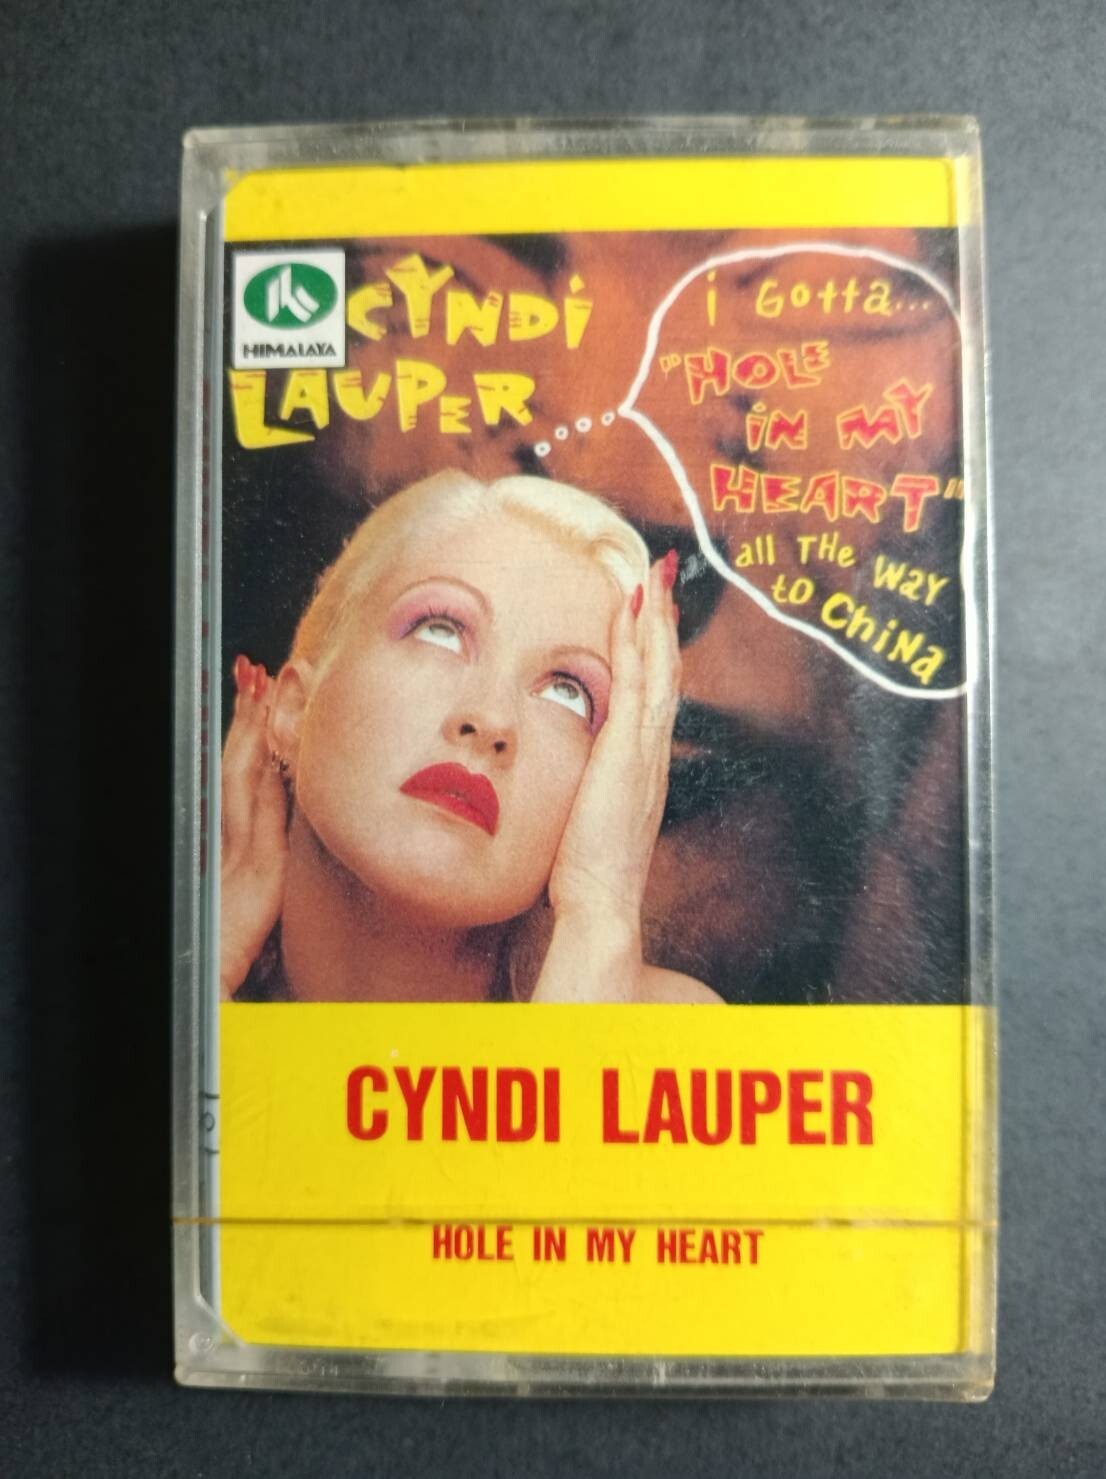 HIMALAYA
CYNDI
LAUPER
i Gotta...
"HOLE
iN MY
HEART"
all THe WaY
to CHiNa
CYNDI LAUPER
HOLE IN MY HEART